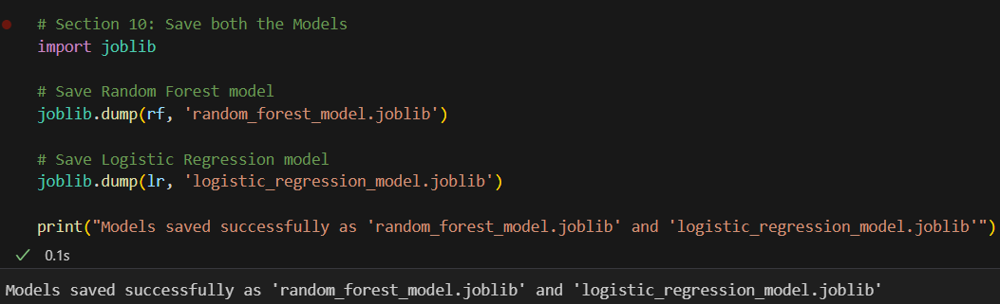 # Section 10: Save both the Models
import joblib
# Save Random Forest model
joblib.dump(rf, 'random_forest_model.joblib')
# Save Logistic Regression model
joblib.dump(lr, 'logistic_regression_model.joblib')
print("Models saved successfully as 'random_forest_model.joblib' and 'logistic_regression_model.joblib'")
0.1s
Models saved successfully as 'random_forest_model.joblib' and 'logistic_regression_model.joblib'